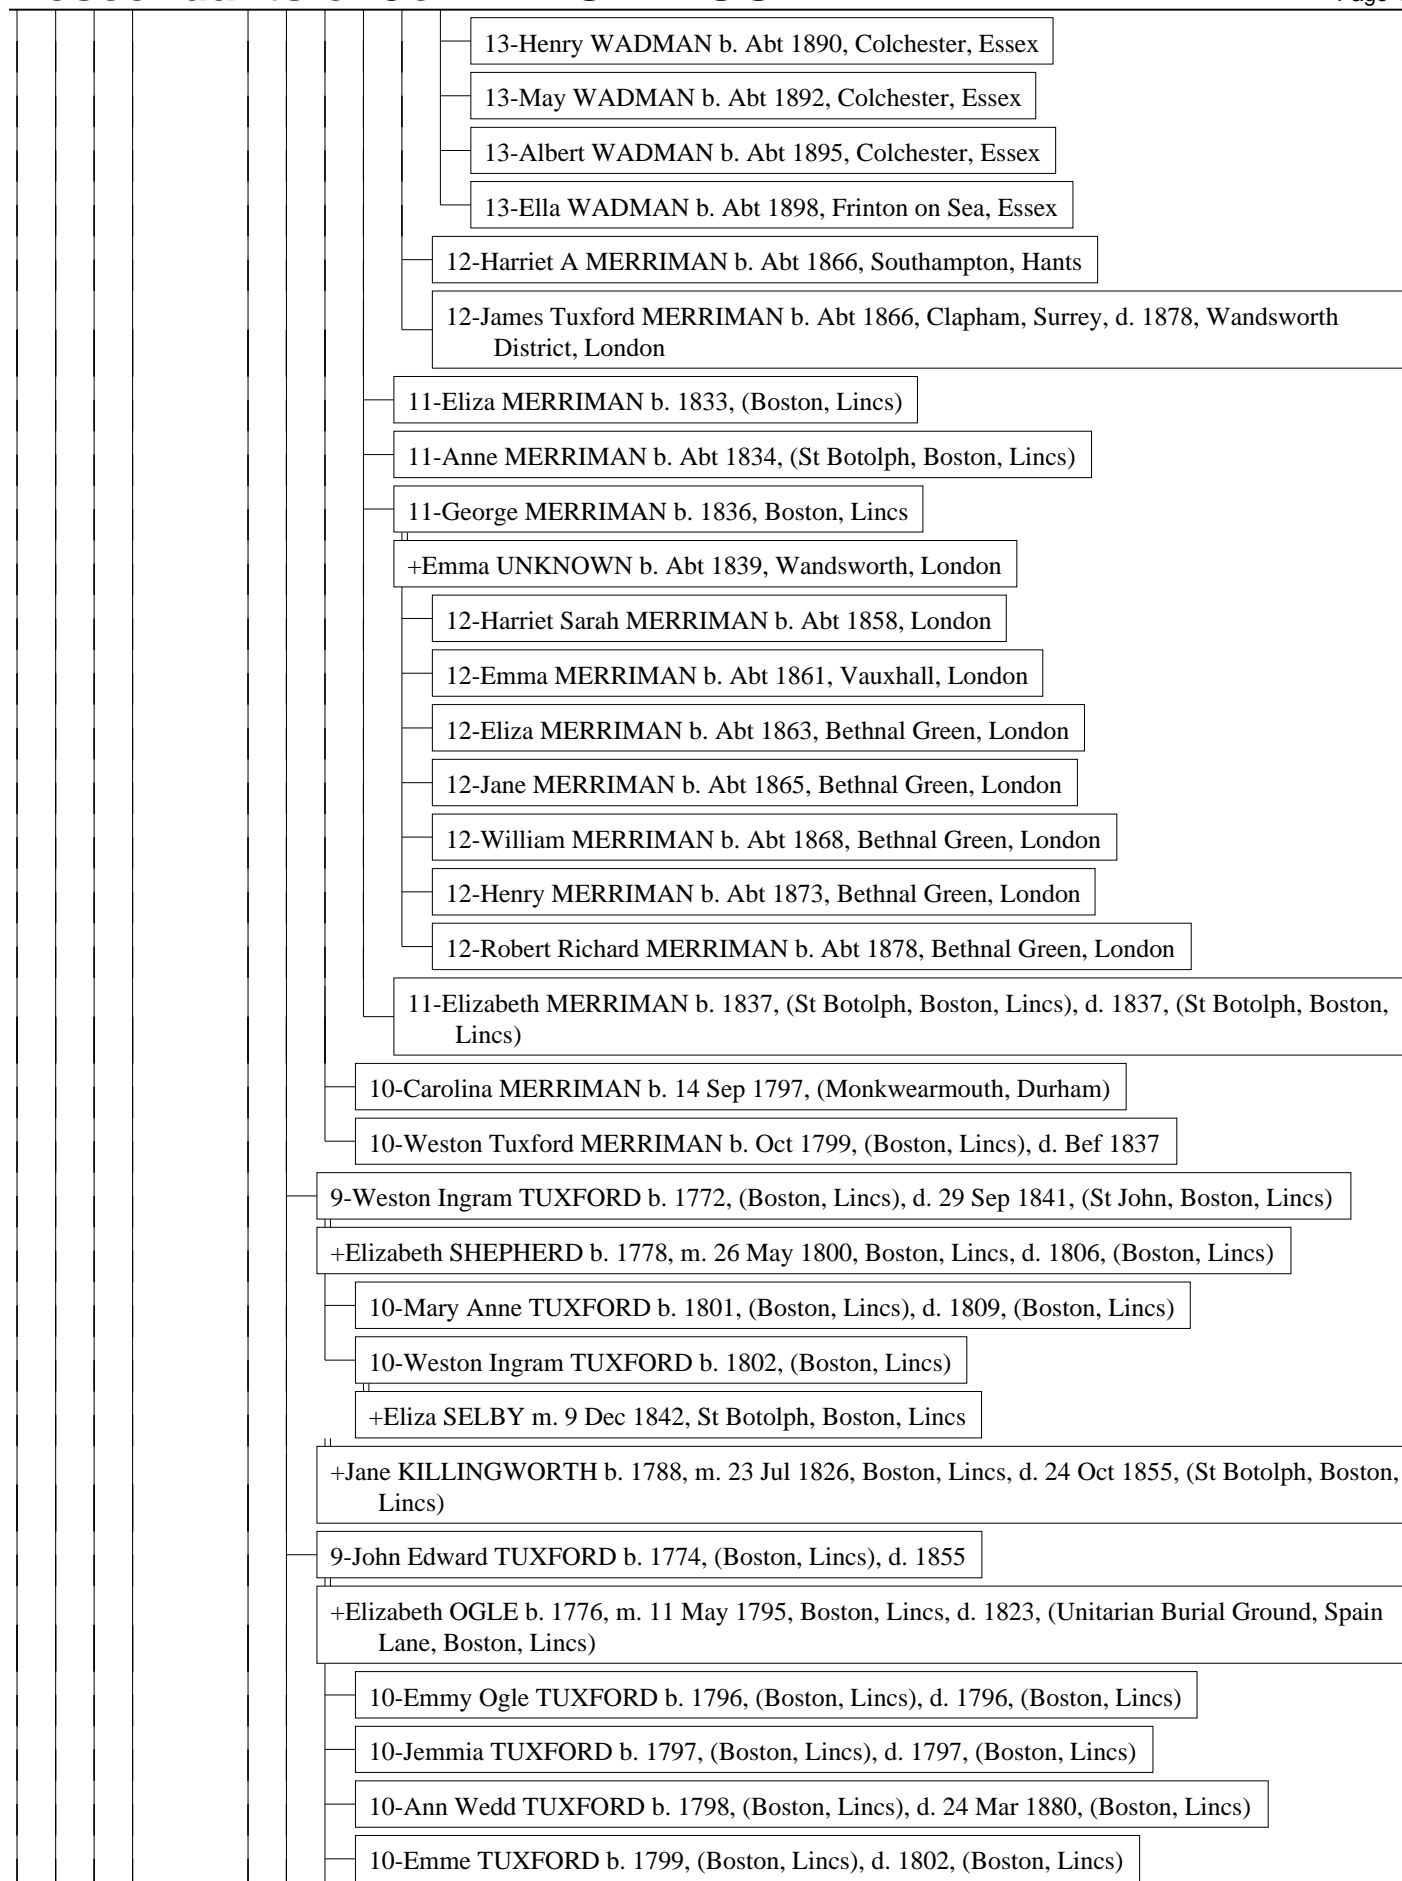 13-Henry WADMAN b. Abt 1890, Colchester, Essex
13-May WADMAN b. Abt 1892, Colchester, Essex
13-Albert WADMAN b. Abt 1895, Colchester, Essex
13-Ella WADMAN b. Abt 1898, Frinton on Sea, Essex
12-Harriet A MERRIMAN b. Abt 1866, Southampton, Hants
12-James Tuxford MERRIMAN b. Abt 1866, Clapham, Surrey, d. 1878, Wandsworth
District, London
11-Eliza MERRIMAN b. 1833, (Boston, Lincs)
11-Anne MERRIMAN b. Abt 1834, (St Botolph, Boston, Lincs)
11-George MERRIMAN b. 1836, Boston, Lincs
+Emma UNKNOWN b. Abt 1839, Wandsworth, London
12-Harriet Sarah MERRIMAN b. Abt 1858, London
12-Emma MERRIMAN b. Abt 1861, Vauxhall, London
12-Eliza MERRIMAN b. Abt 1863, Bethnal Green, London
12-Jane MERRIMAN b. Abt 1865, Bethnal Green, London
12-William MERRIMAN b. Abt 1868, Bethnal Green, London
12-Henry MERRIMAN b. Abt 1873, Bethnal Green, London
12-Robert Richard MERRIMAN b. Abt 1878, Bethnal Green, London
11-Elizabeth MERRIMAN b. 1837, (St Botolph, Boston, Lincs), d. 1837, (St Botolph, Boston,
Lincs)
10-Carolina MERRIMAN b. 14 Sep 1797, (Monkwearmouth, Durham)
10-Weston Tuxford MERRIMAN b. Oct 1799, (Boston, Lincs), d. Bef 1837
9-Weston Ingram TUXFORD b. 1772, (Boston, Lincs), d. 29 Sep 1841, (St John, Boston, Lincs)
+Elizabeth SHEPHERD b. 1778, m. 26 May 1800, Boston, Lincs, d. 1806, (Boston, Lincs)
10-Mary Anne TUXFORD b. 1801, (Boston, Lincs), d. 1809, (Boston, Lincs)
10-Weston Ingram TUXFORD b. 1802, (Boston, Lincs)
+Eliza SELBY m. 9 Dec 1842, St Botolph, Boston, Lincs
+Jane KILLINGWORTH b. 1788, m. 23 Jul 1826, Boston, Lincs, d. 24 Oct 1855, (St Botolph, Boston,
Lincs)
9-John Edward TUXFORD b. 1774, (Boston, Lincs), d. 1855
+Elizabeth OGLE b. 1776, m. 11 May 1795, Boston, Lincs, d. 1823, (Unitarian Burial Ground, Spain
Lane, Boston, Lincs)
10-Emmy Ogle TUXFORD b. 1796, (Boston, Lincs), d. 1796, (Boston, Lincs)
10-Jemmia TUXFORD b. 1797, (Boston, Lincs), d. 1797, (Boston, Lincs)
10-Ann Wedd TUXFORD b. 1798, (Boston, Lincs), d. 24 Mar 1880, (Boston, Lincs)
10-Emme TUXFORD b. 1799, (Boston, Lincs), d. 1802, (Boston, Lincs)